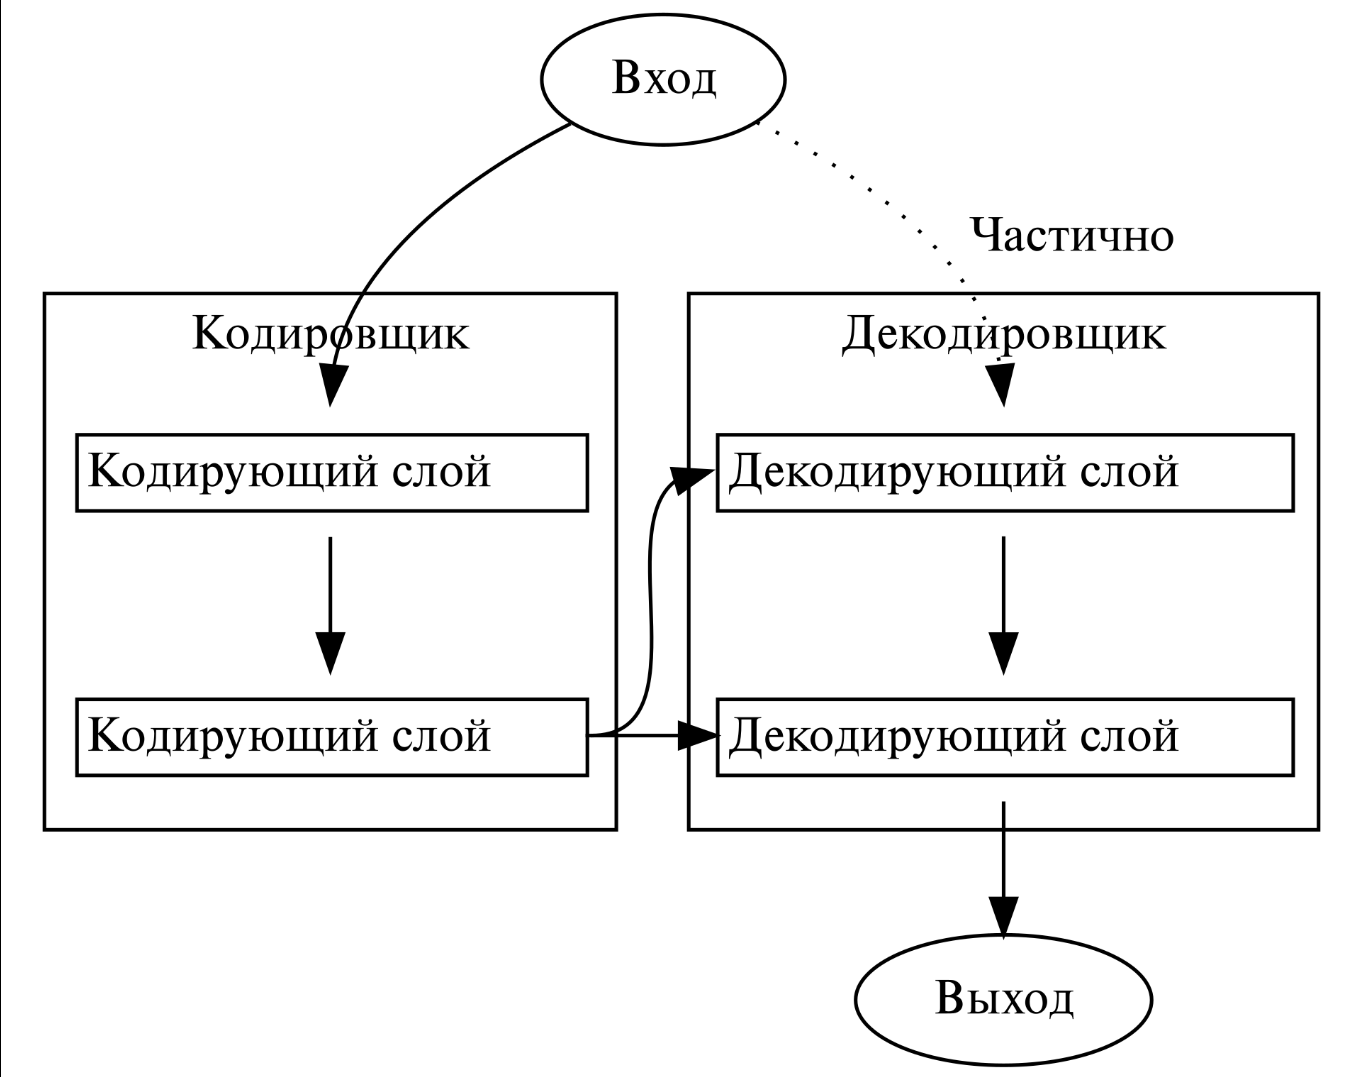 Вход
Частично
Кодировщик
Декодировщик
Кодирующий слой
Декодирующий слой
Кодирующий слой
Декодирующий слой
Выход